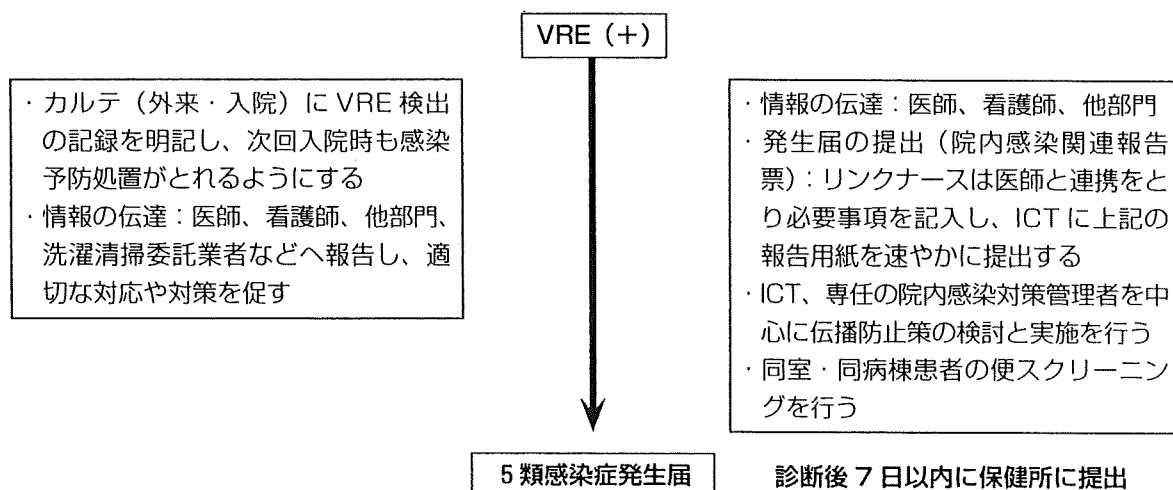 VRE（＋）
・カルテ（外来・入院）に VRE 検出
の記録を明記し、次回入院時も感染
予防処置がとれるようにする
・情報の伝達：医師、看護師、他部門、
洗濯清掃委託業者などへ報告し、適
切な対応や対策を促す
・情報の伝達：医師、看護師、他部門
・発生届の提出（院内感染関連報告
票）：リンクナースは医師と連携をと
り必要事項を記入し、ICT に上記の
報告用紙を速やかに提出する
・ICT、専任の院内感染対策管理者を中
心に伝播防止策の検討と実施を行う
・同室・同病棟患者の便スクリーニン
グを行う
5 類感染症発生届
診断後 7 日以内に保健所に提出